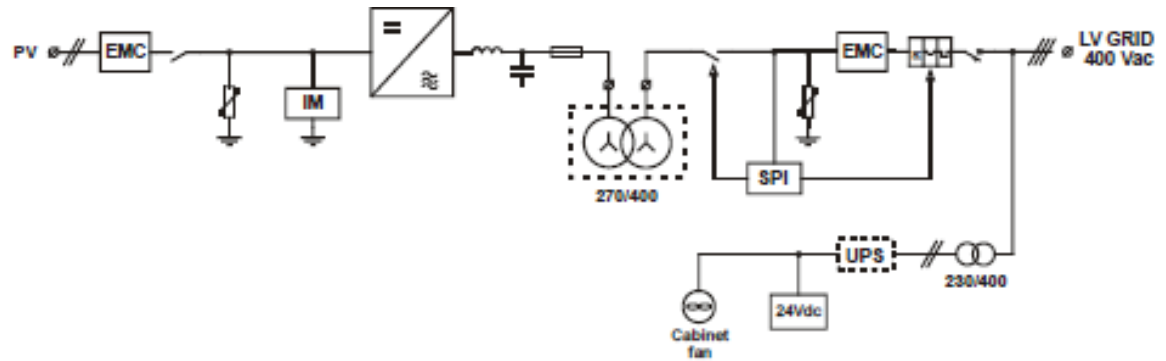 PV
EMC
IM
270/400
SPI
EMC
LV GRID
400 Vac
UPS
230/400
24Vdc
Cabinet
fan